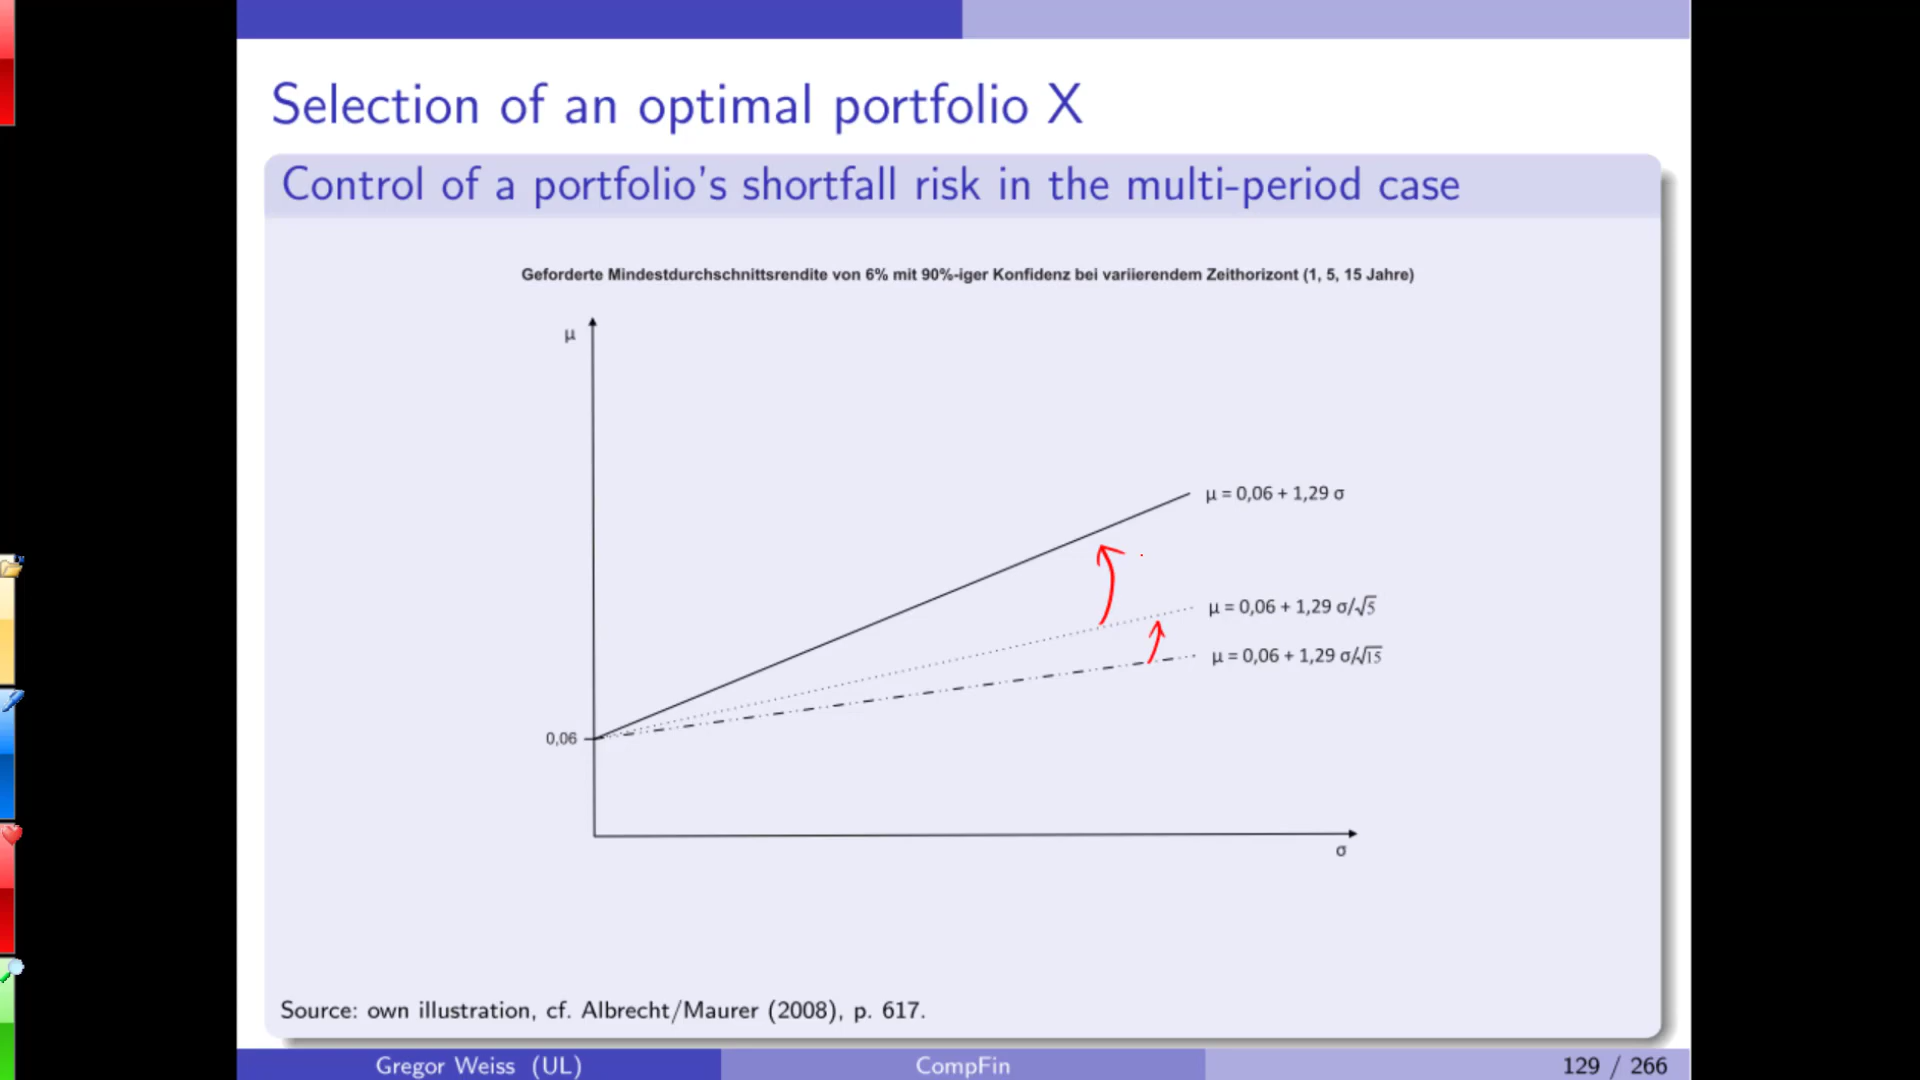 Selection of an optimal portfolio X
Control of a portfolio's shortfall risk in the multi-period case
Geforderte Mindestdurchschnittsrendite von 6% mit 90%-iger Konfidenz bei variierendem Zeithorizont (1, 5, 15 Jahre)
μ
μ = 0,06 + 1,29 σ
μ = 0,06 + 1,29 σ/√5
μ = 0,06 + 1,29 σ/√15
0,06
σ
Source: own illustration, cf. Albrecht/Maurer (2008), p. 617.
Gregor Weiss (UL) CompFin 129 / 266